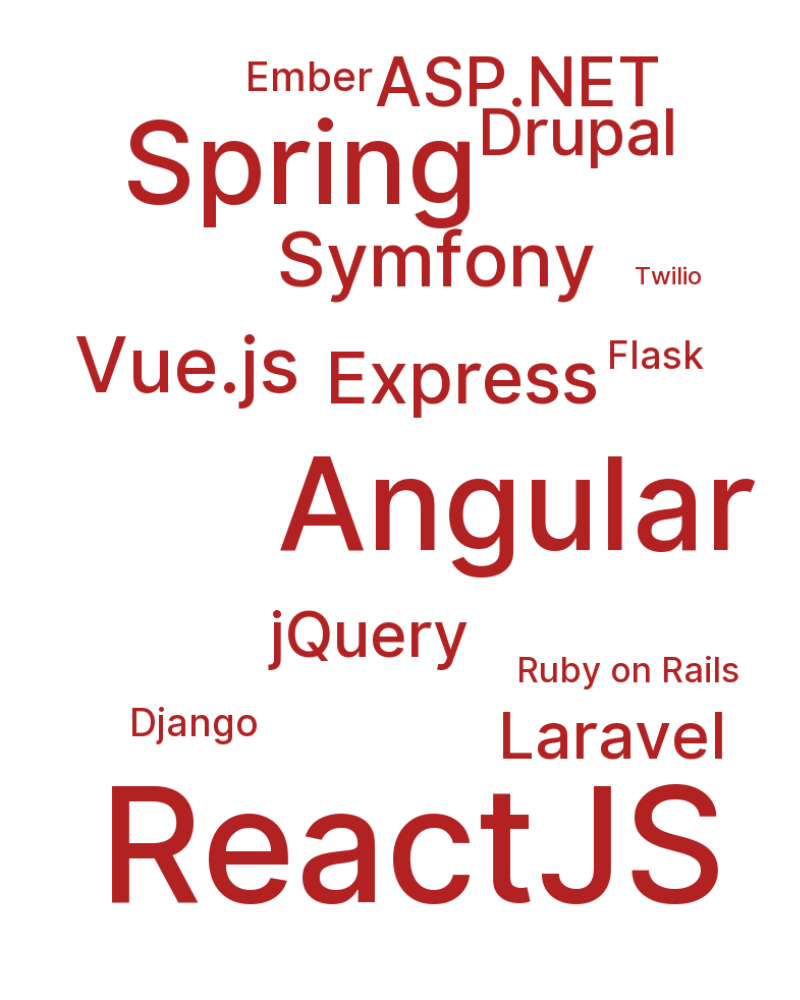 Ember
ASP.NET
Drupal
Spring
Symfony
Twilio
Vue.js
Express
Flask
Angular
jQuery
Ruby on Rails
Django
Laravel
ReactJS